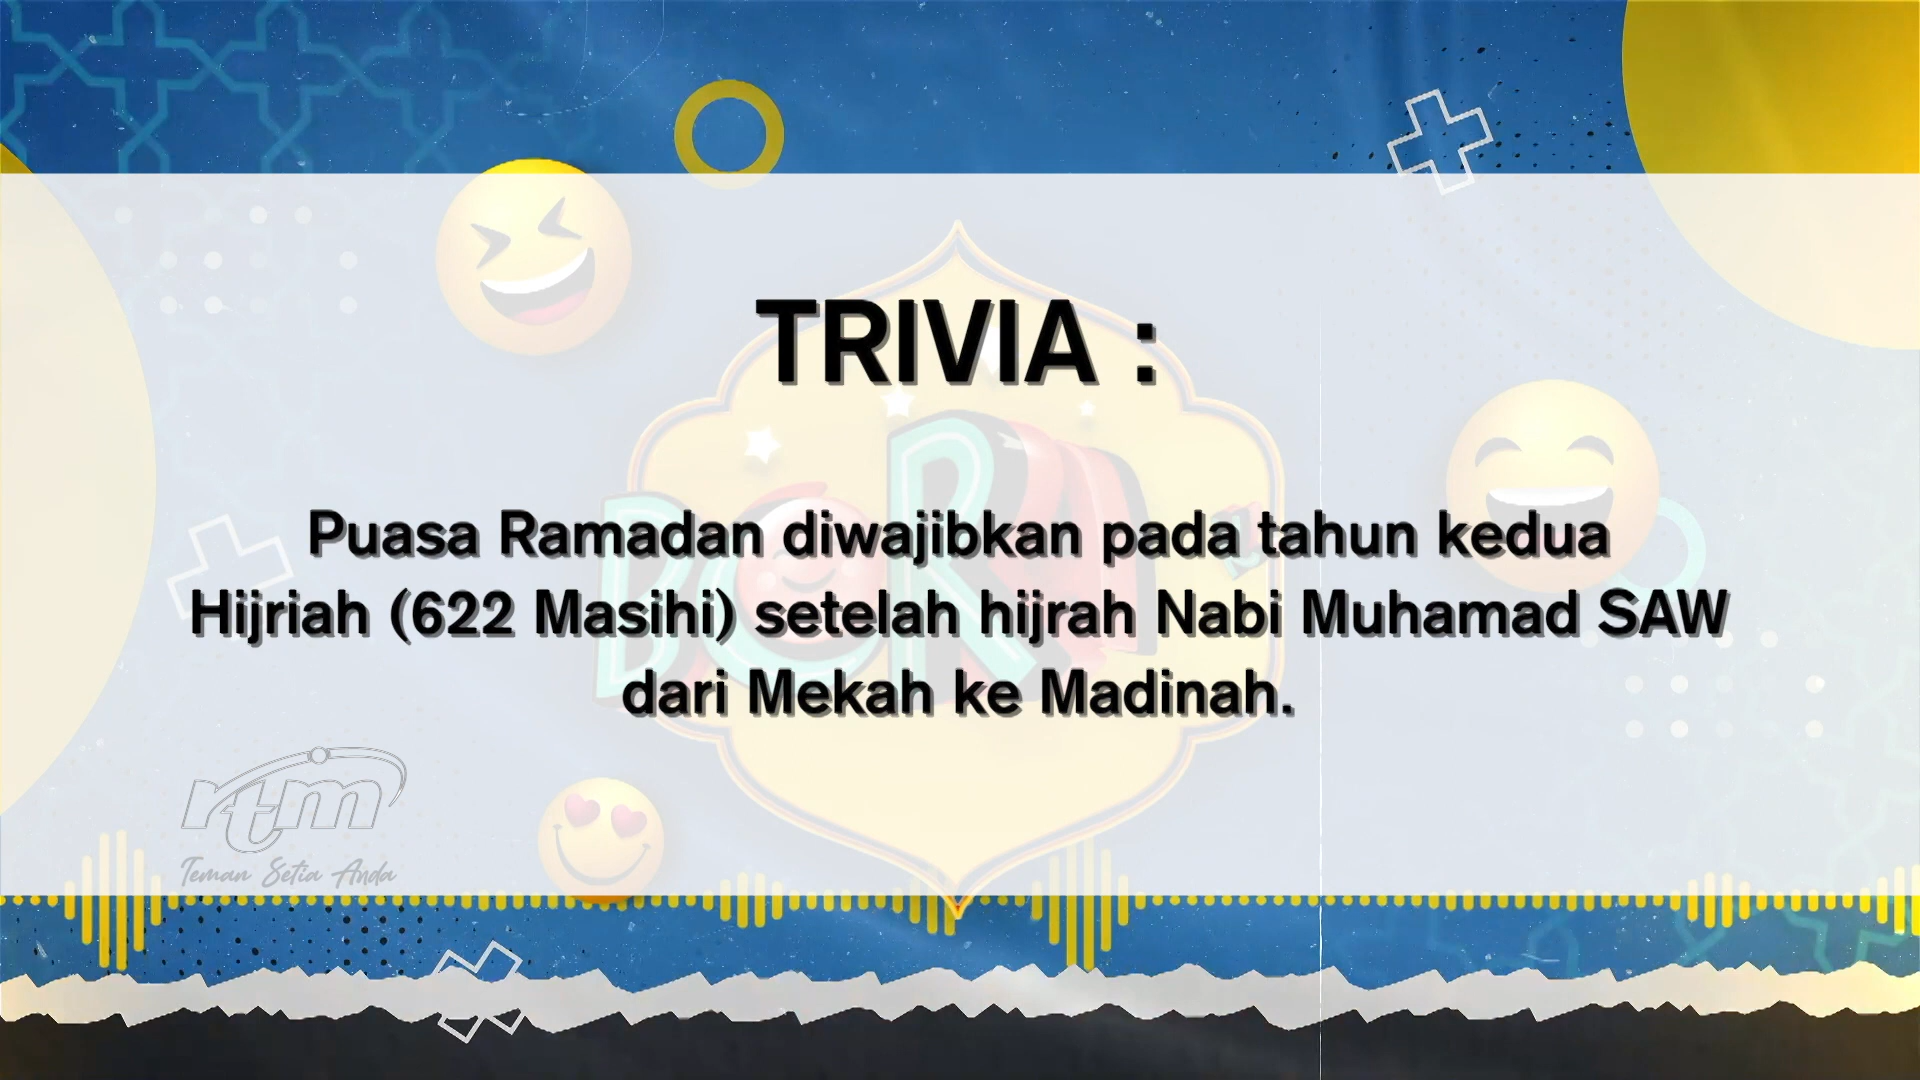 TRIVIA :
Puasa Ramadan diwajibkan pada tahun kedua
Hijriah (622 Masihi) setelah hijrah Nabi Muhamad SAW
dari Mekah ke Madinah.
BORA
rtm
Teman Setia Anda